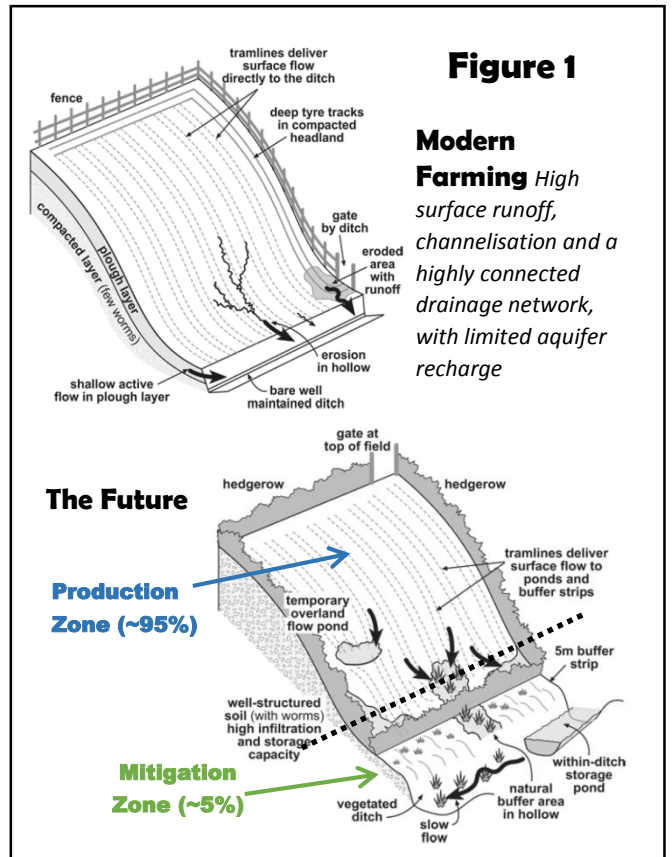 Figure 1
Modern
Farming High
surface runoff,
channelisation and a
highly connected
drainage network,
with limited aquifer
recharge
tramlines deliver
surface flow
directly to the ditch
fence
deep tyre tracks
in compacted
headland
gate
by ditch
eroded
area with
runoff
plough layer
compacted layer (few worms)
erosion
in hollow
shallow active
flow in plough layer
bare well
maintained ditch
The Future
gate at
top of field
hedgerow
hedgerow
Production
Zone (~95%)
tramlines deliver
surface flow to
ponds and
buffer strips
temporary
overland
flow pond
5m buffer
strip
well-structured
soil (with worms)
high infiltration
and storage
capacity
Mitigation
Zone (~5%)
within-ditch
storage
pond
natural
buffer area
in hollow
vegetated
ditch
slow
flow